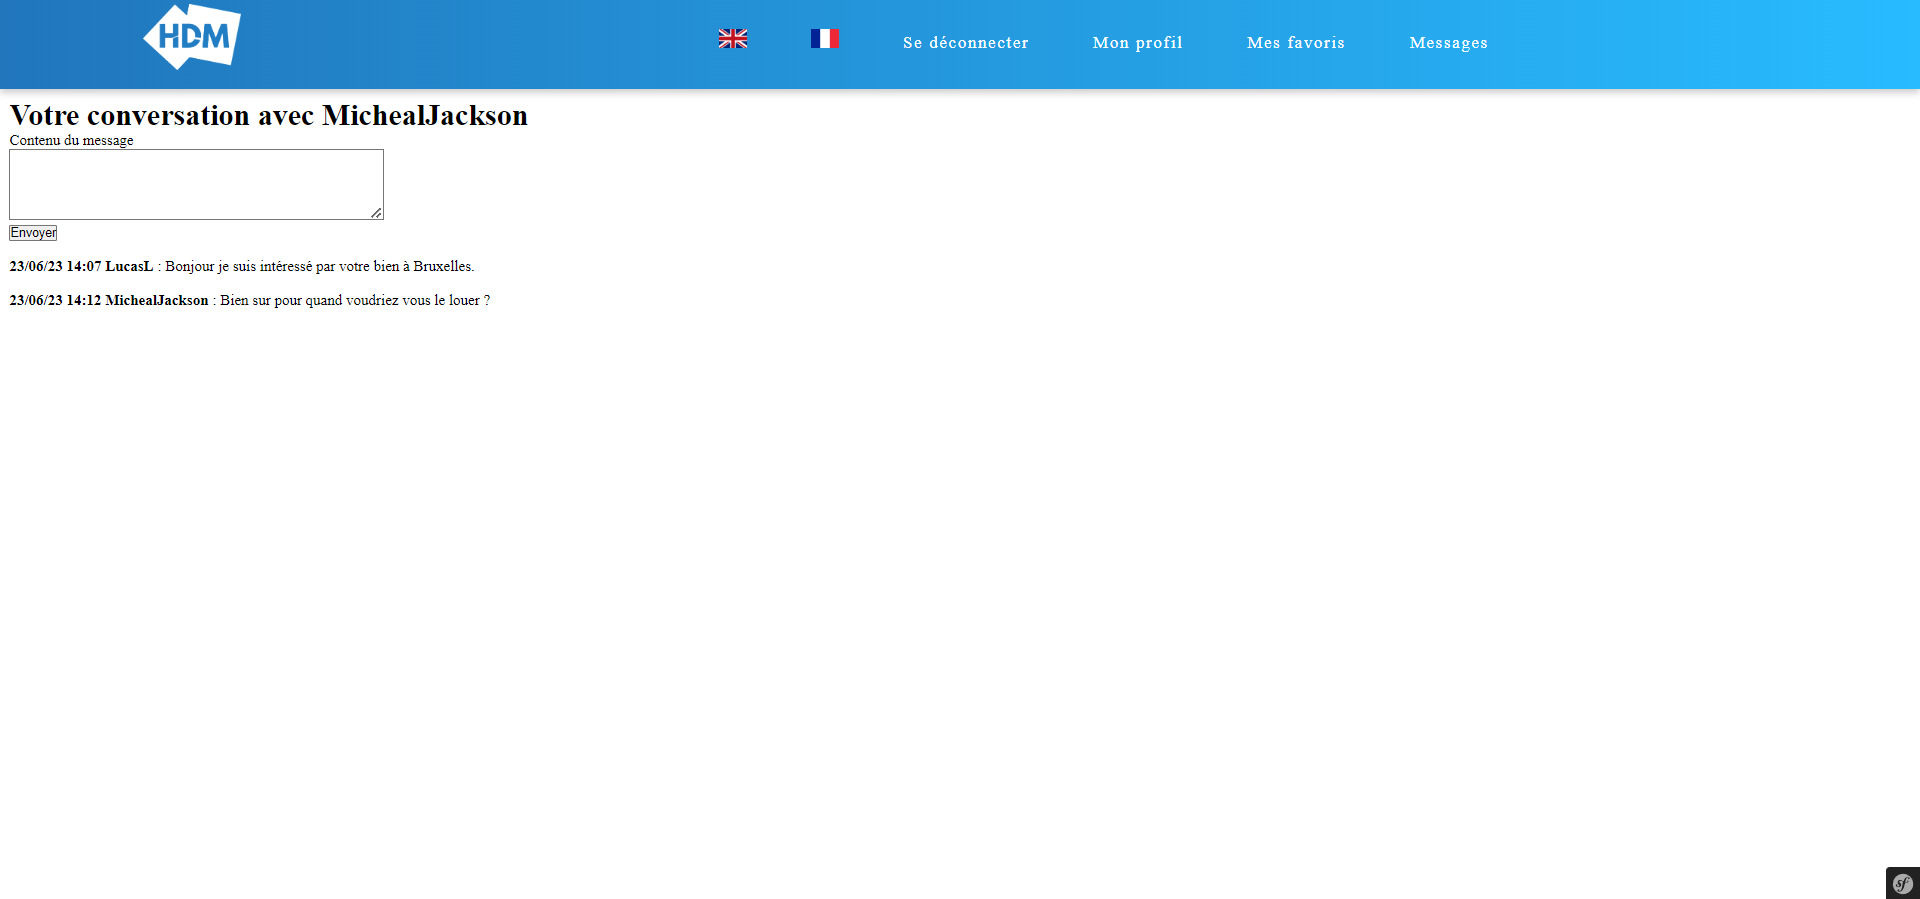 HDM
Se déconnecter Mon profil Mes favoris Messages
Votre conversation avec MichealJackson
Contenu du message
Envoyer
23/06/23 14:07 LucasL : Bonjour je suis intéressé par votre bien à Bruxelles.
23/06/23 14:12 MichealJackson : Bien sur pour quand voudriez vous le louer ?
sf